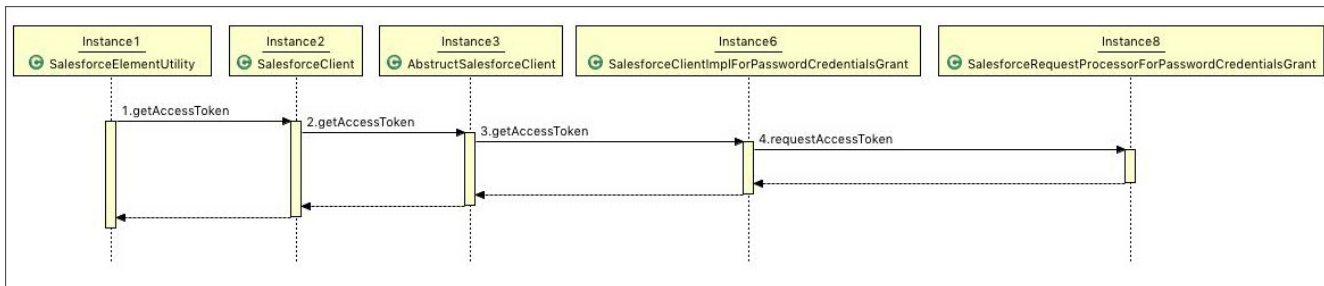 Instance1
C SalesforceElementUtility
Instance2
C SalesforceClient
Instance3
C AbstructSalesforceClient
Instance6
C SalesforceClientImplForPasswordCredentialsGrant
Instance8
C SalesforceRequestProcessorForPasswordCredentialsGrant
1.getAccessToken
2.getAccessToken
3.getAccessToken
4.requestAccessToken